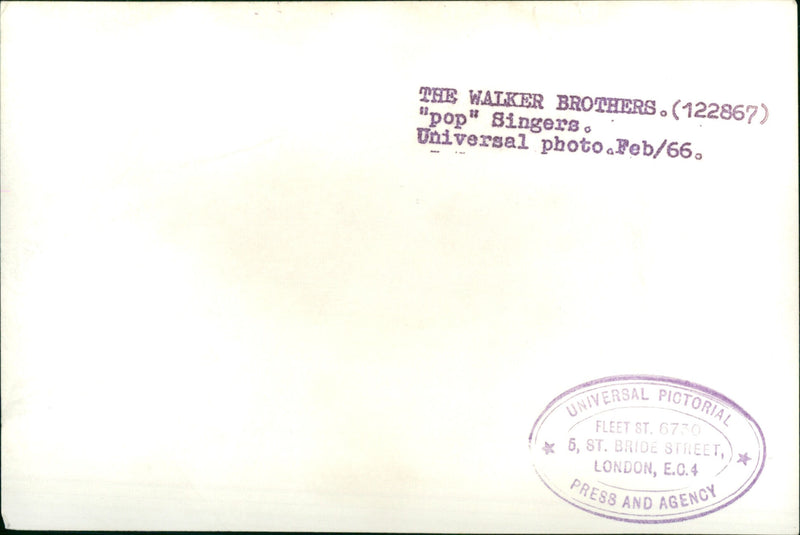 THE WALKER BROTHERS.(122867)
"pop" Singers.
Universal photo.Feb/66.
UNIVERSAL PICTORIAL
FLEET ST. 6730
5, ST. BRIDE STREET,
LONDON, E.C.4
PRESS AND AGENCY